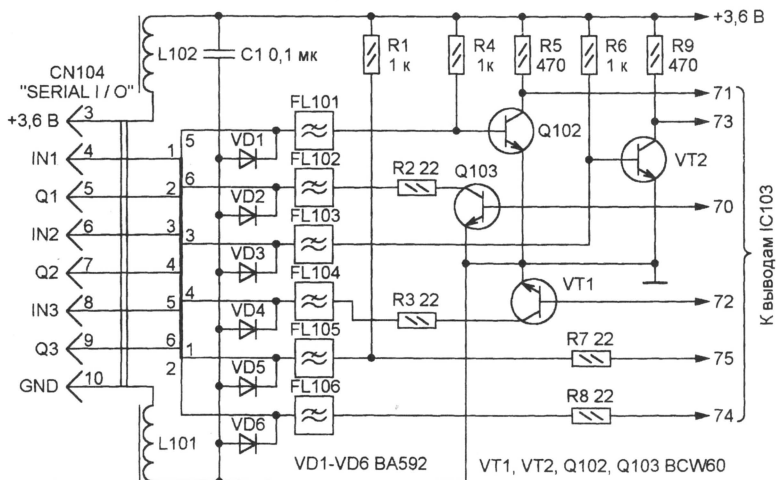 +3,6 В
R1
1 к
R4
1к
R5
470
R6
1 к
R9
470
L102
C1 0,1 мк
CN104
"SERIAL I / O"
3
+3,6 В
4
IN1
5
Q1
6
IN2
7
Q2
8
IN3
9
Q3
10
GND
1
2
3
4
5
6
5
6
3
4
1
2
FL101
VD1
FL102
VD2
FL103
VD3
FL104
VD4
FL105
VD5
FL106
VD6
R2 22
Q103
Q102
VT2
VT1
R3 22
R7 22
R8 22
71
73
70
72
75
74
К выводам IC103
L101
VD1-VD6 BA592
VT1, VT2, Q102, Q103 BCW60